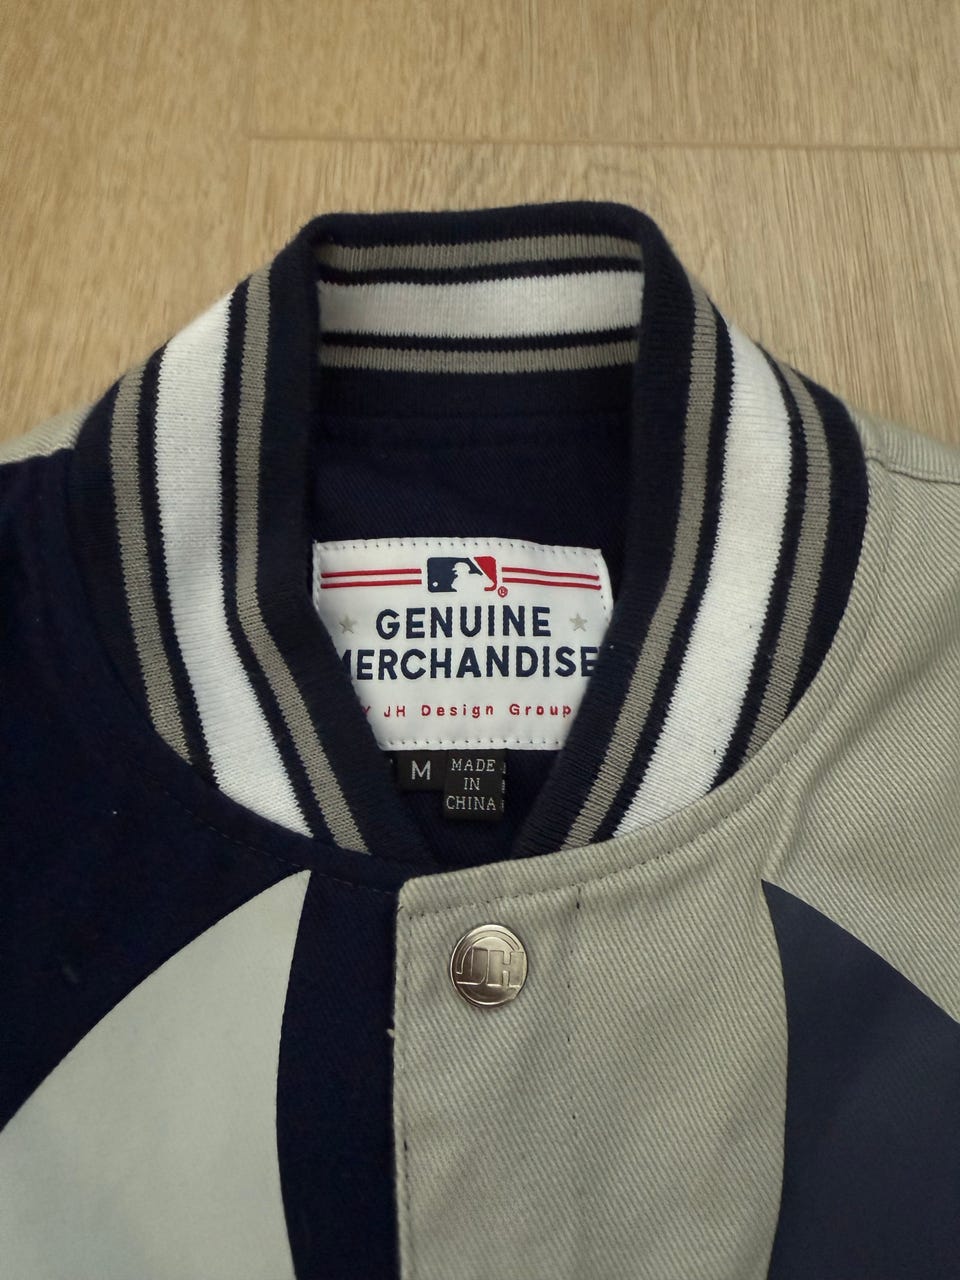 GENUINE
MERCHANDISE
JH Design Group
M
MADE
IN
CHINA
JH